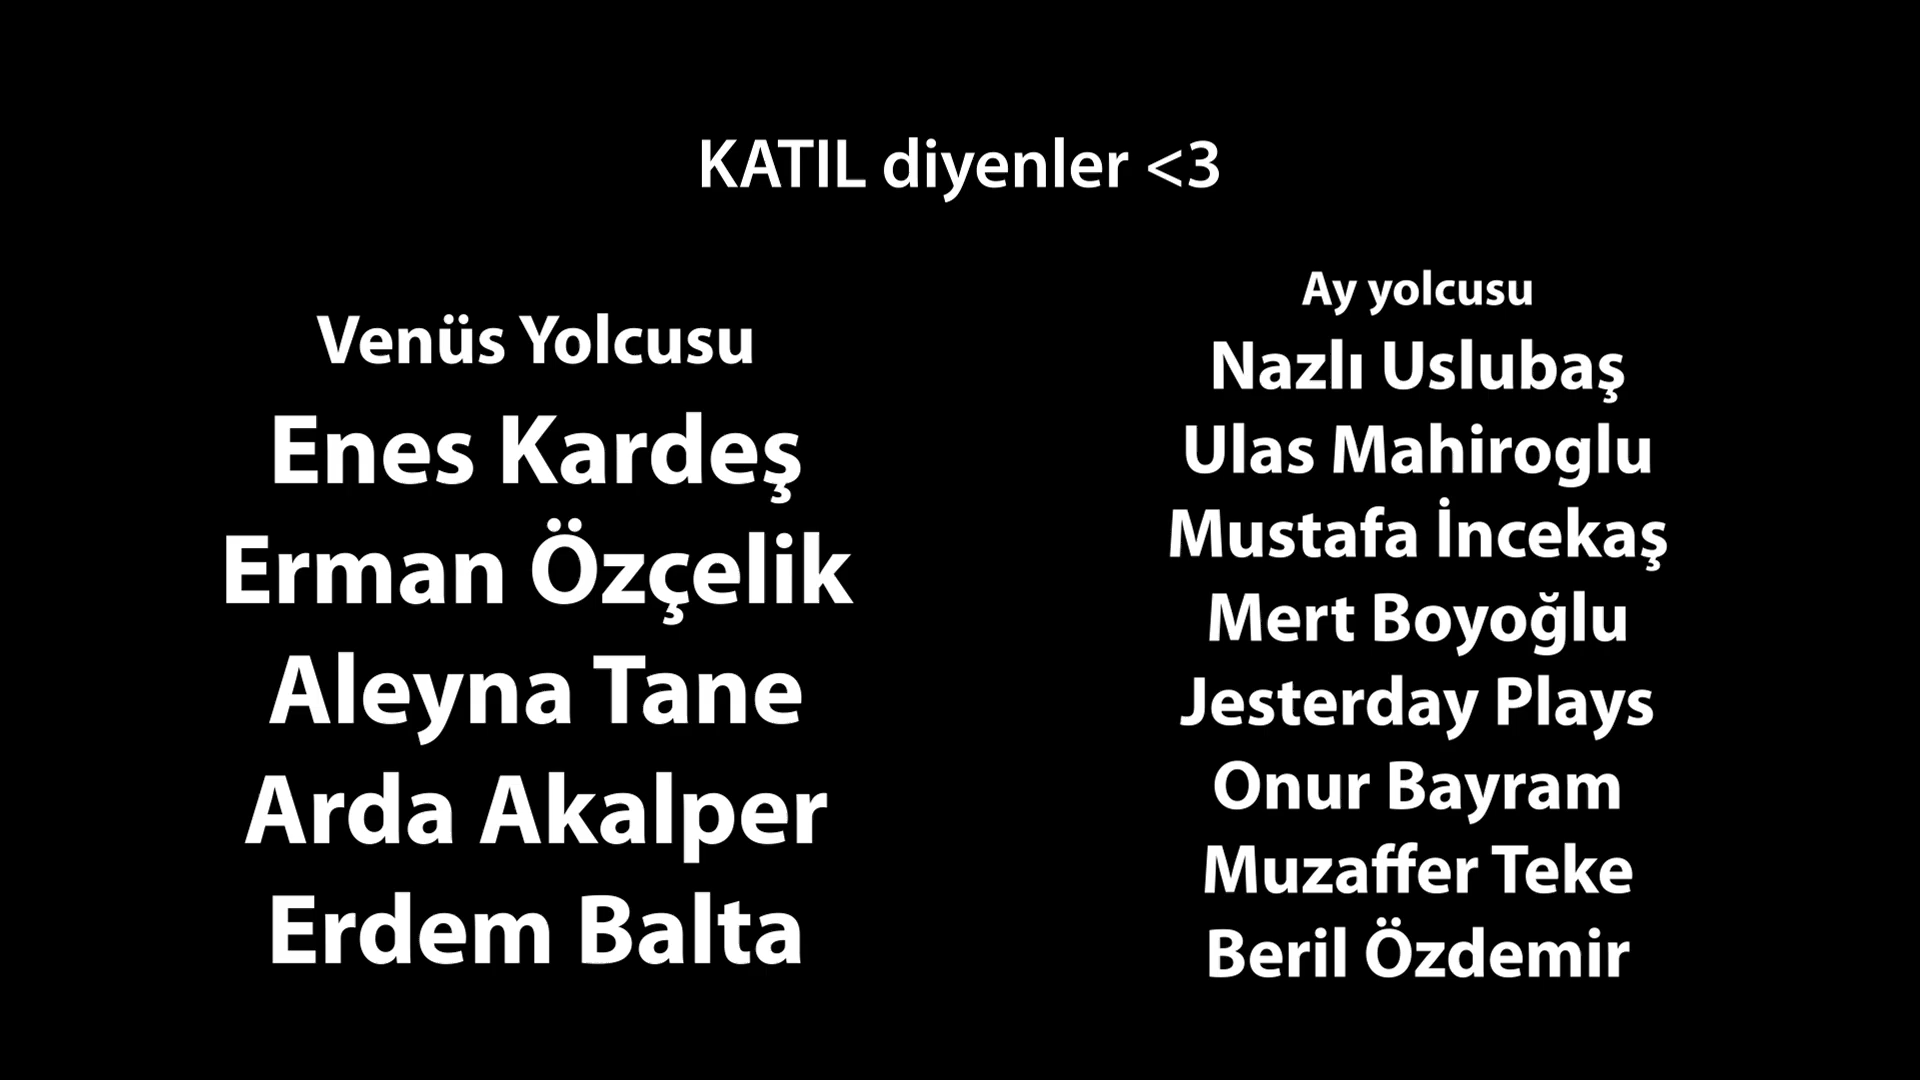 KATIL diyenler <3
Venüs Yolcusu
Enes Kardeş
Erman Özçelik
Aleyna Tane
Arda Akalper
Erdem Balta
Ay yolcusu
Nazlı Uslubaş
Ulas Mahiroglu
Mustafa İncekaş
Mert Boyoğlu
Jesterday Plays
Onur Bayram
Muzaffer Teke
Beril Özdemir